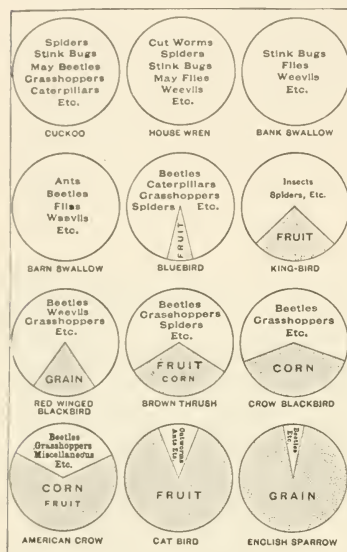 Spiders
Stink Bugs
May Beetles
Grasshoppers
Caterpillars
Etc.
CUCKOO
Cut Worms
Spiders
Stink Bugs
May Flies
Weevils
Etc.
HOUSE WREN
Stink Bugs
Flies
Weevils
Etc.
BANK SWALLOW
Ants
Beetles
Flies
Weevils
Etc.
BARN SWALLOW
Beetles
Caterpillars
Grasshoppers
Spiders Etc.
FRUIT
BLUEBIRD
Insects
Spiders, Etc.
FRUIT
KING-BIRD
Beetles
Weevils
Grasshoppers
Etc.
GRAIN
RED WINGED
BLACKBIRD
Beetles
Grasshoppers
Spiders
Etc.
FRUIT
CORN
BROWN THRUSH
Beetles
Grasshoppers
Etc.
CORN
CROW BLACKBIRD
Beetles
Grasshoppers
Miscellaneous
Etc.
CORN
FRUIT
AMERICAN CROW
Cutworms
Ants Etc.
FRUIT
CAT BIRD
Beetles
Etc.
GRAIN
ENGLISH SPARROW